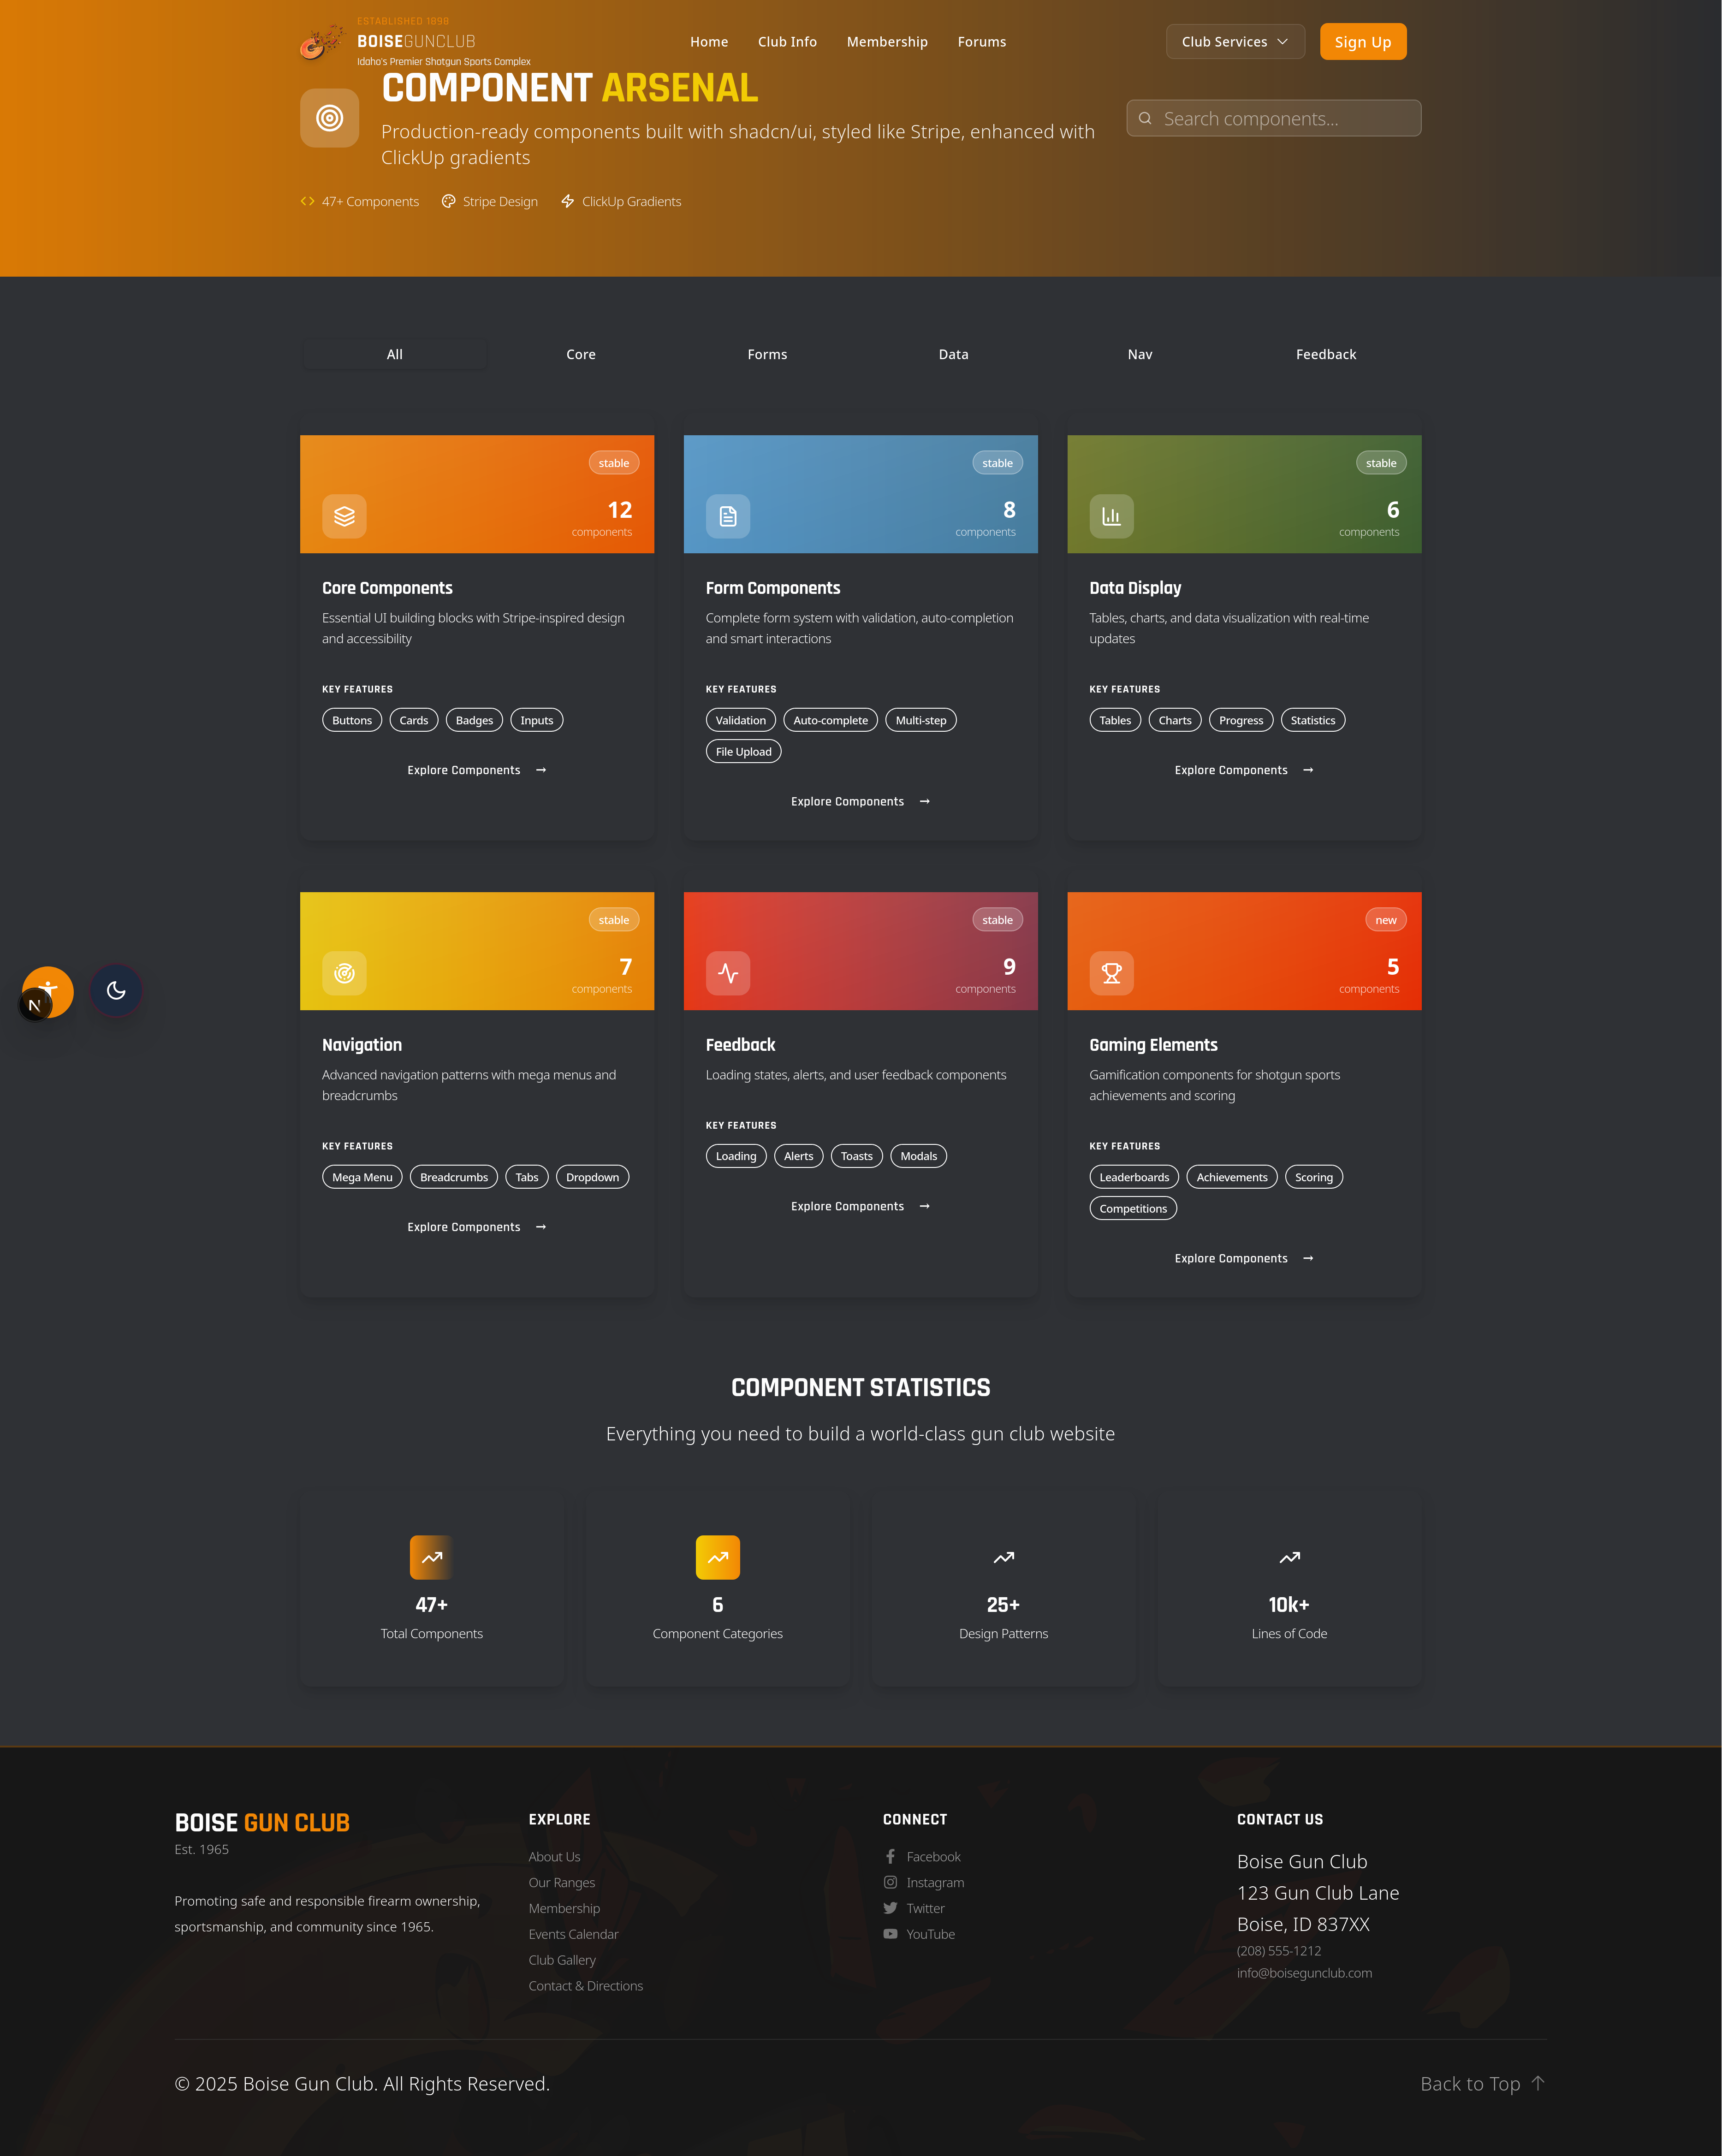 ESTABLISHED 1898
BOISEGUNCLUB
Idaho's Premier Shotgun Sports Complex
Home
Club Info
Membership
Forums
Club Services
Sign Up
COMPONENT ARSENAL
Production-ready components built with shadcn/ui, styled like Stripe, enhanced with
ClickUp gradients
Search components...
47+ Components
Stripe Design
ClickUp Gradients
All
Core
Forms
Data
Nav
Feedback
stable
12
components
Core Components
Essential UI building blocks with Stripe-inspired design
and accessibility
KEY FEATURES
Buttons
Cards
Badges
Inputs
Explore Components →
stable
8
components
Form Components
Complete form system with validation, auto-completion
and smart interactions
KEY FEATURES
Validation
Auto-complete
Multi-step
File Upload
Explore Components →
stable
6
components
Data Display
Tables, charts, and data visualization with real-time
updates
KEY FEATURES
Tables
Charts
Progress
Statistics
Explore Components →
stable
7
components
Navigation
Advanced navigation patterns with mega menus and
breadcrumbs
KEY FEATURES
Mega Menu
Breadcrumbs
Tabs
Dropdown
Explore Components →
stable
9
components
Feedback
Loading states, alerts, and user feedback components
KEY FEATURES
Loading
Alerts
Toasts
Modals
Explore Components →
new
5
components
Gaming Elements
Gamification components for shotgun sports
achievements and scoring
KEY FEATURES
Leaderboards
Achievements
Scoring
Competitions
Explore Components →
N
COMPONENT STATISTICS
Everything you need to build a world-class gun club website
47+
Total Components
6
Component Categories
25+
Design Patterns
10k+
Lines of Code
BOISE GUN CLUB
Est. 1965
Promoting safe and responsible firearm ownership,
sportsmanship, and community since 1965.
EXPLORE
About Us
Our Ranges
Membership
Events Calendar
Club Gallery
Contact & Directions
CONNECT
Facebook
Instagram
Twitter
YouTube
CONTACT US
Boise Gun Club
123 Gun Club Lane
Boise, ID 837XX
(208) 555-1212
info@boisegunclub.com
© 2025 Boise Gun Club. All Rights Reserved.
Back to Top ↑